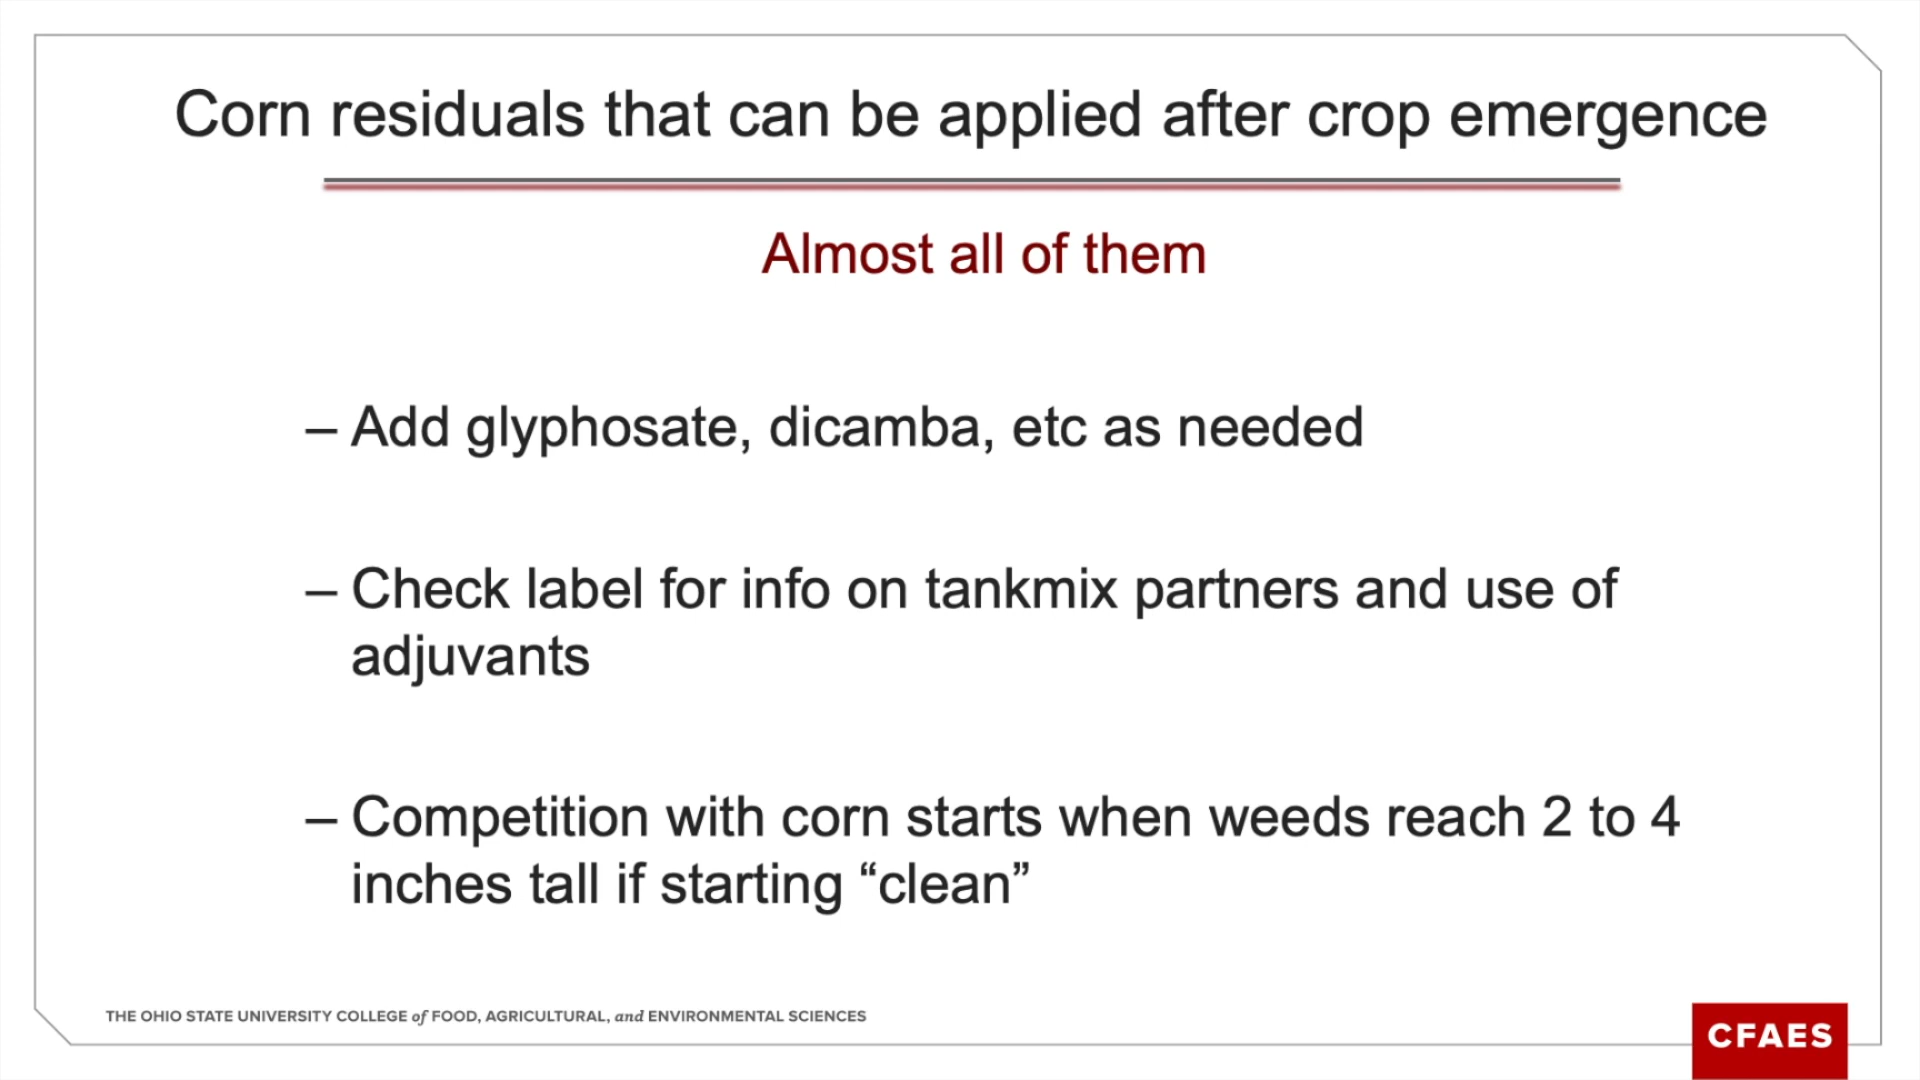 Corn residuals that can be applied after crop emergence
Almost all of them
– Add glyphosate, dicamba, etc as needed
– Check label for info on tankmix partners and use of
adjuvants
– Competition with corn starts when weeds reach 2 to 4
inches tall if starting “clean”
THE OHIO STATE UNIVERSITY COLLEGE of FOOD, AGRICULTURAL, and ENVIRONMENTAL SCIENCES
CFAES